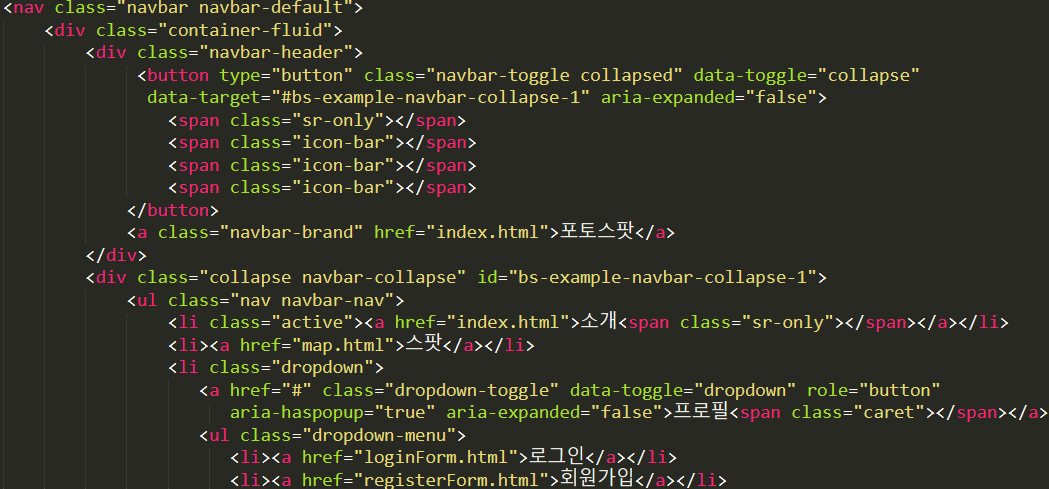 <nav class="navbar navbar-default">
<div class="container-fluid">
<div class="navbar-header">
<button type="button" class="navbar-toggle collapsed" data-toggle="collapse"
data-target="#bs-example-navbar-collapse-1" aria-expanded="false">
<span class="sr-only"></span>
<span class="icon-bar"></span>
<span class="icon-bar"></span>
<span class="icon-bar"></span>
</button>
<a class="navbar-brand" href="index.html">포토스팟</a>
</div>
<div class="collapse navbar-collapse" id="bs-example-navbar-collapse-1">
<ul class="nav navbar-nav">
<li class="active"><a href="index.html">소개<span class="sr-only"></span></a></li>
<li><a href="map.html">스팟</a></li>
<li class="dropdown">
<a href="#" class="dropdown-toggle" data-toggle="dropdown" role="button"
aria-haspopup="true" aria-expanded="false">프로필<span class="caret"></span></a>
<ul class="dropdown-menu">
<li><a href="loginForm.html">로그인</a></li>
<li><a href="registerForm.html">회원가입</a></li>